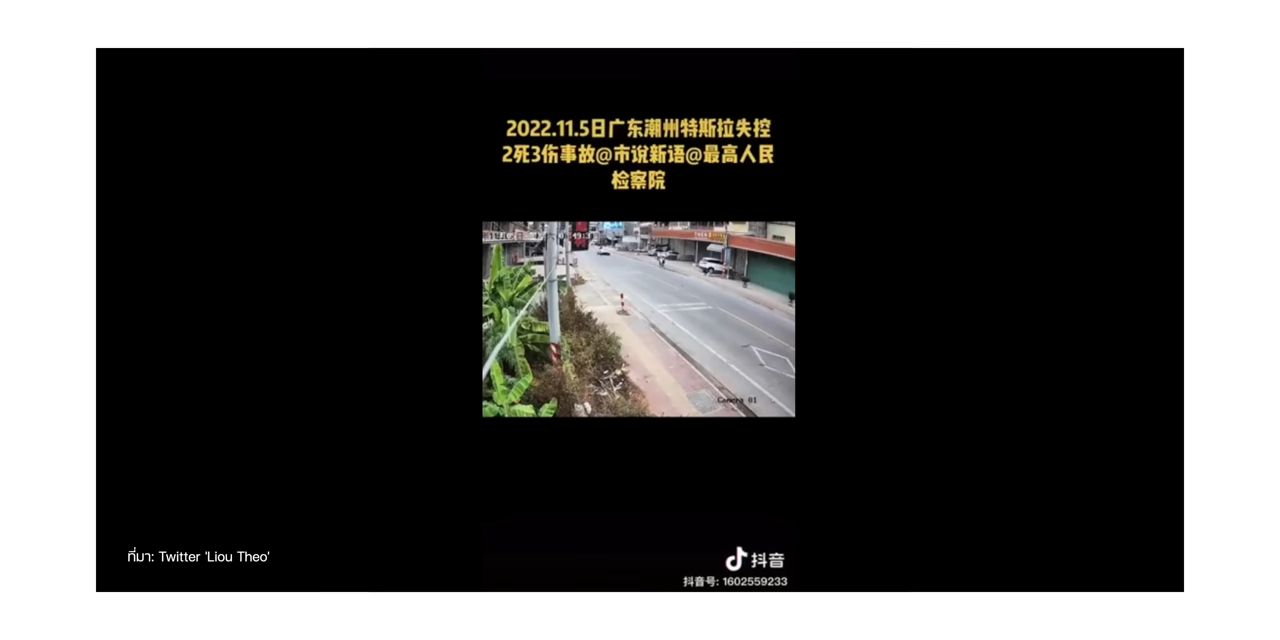 2022.11.5日广东潮州特斯拉失控
2死3伤事故@市说新语@最高人民
检察院
Camera 01
ที่มา: Twitter 'Liou Theo'
抖音
抖音号: 1602559233